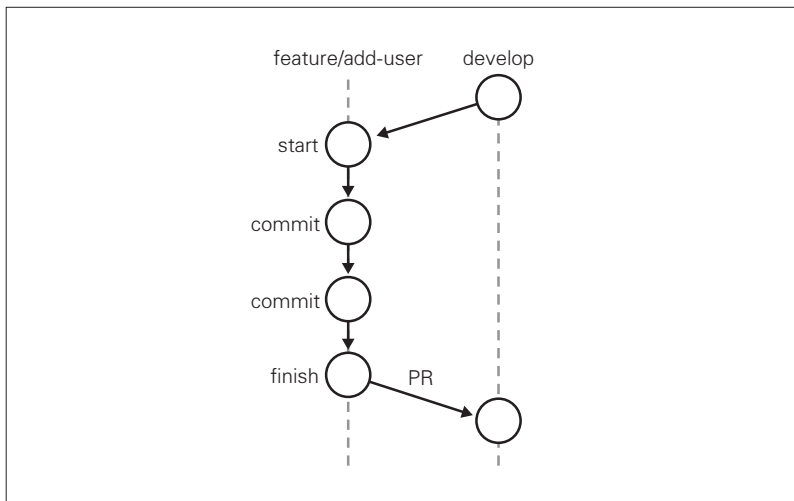 feature/add-user develop
start
commit
commit
finish PR